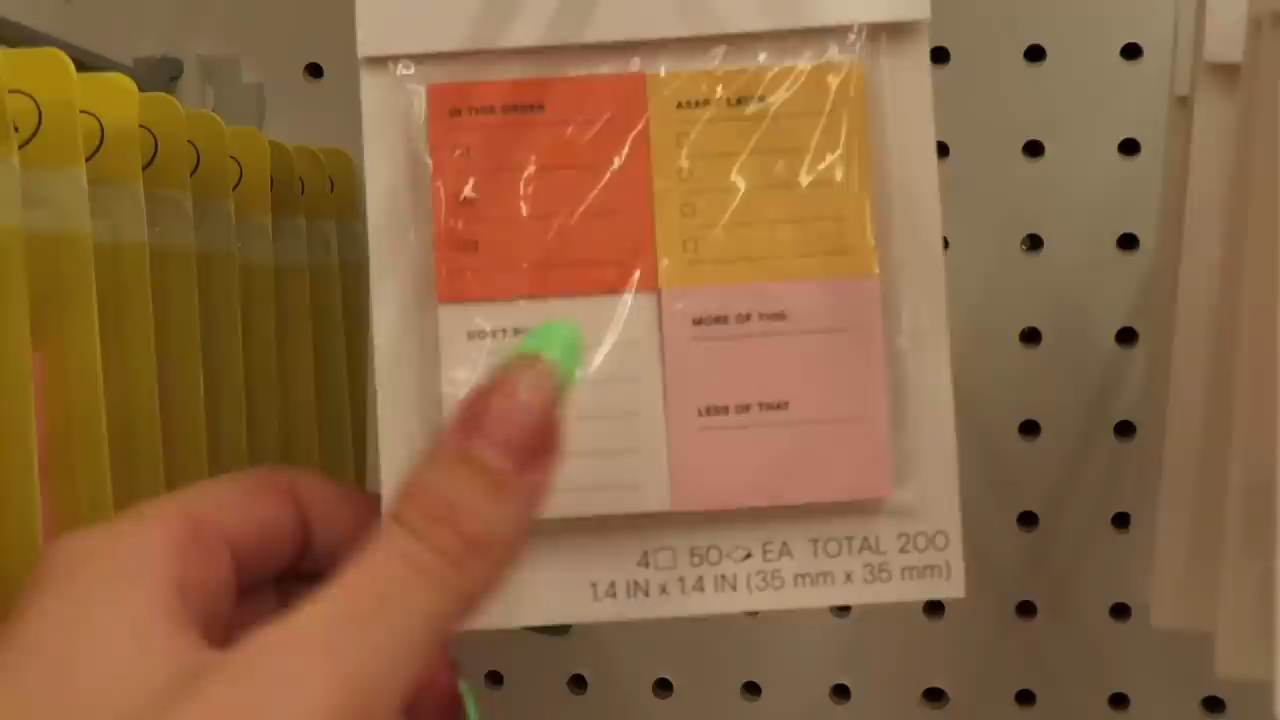 IN THIS ORDER
ASAP LATER
DON'T
MORE OF THIS
LESS OF THAT
4 50 EA TOTAL 200
1.4 IN x 1.4 IN (35 mm x 35 mm)